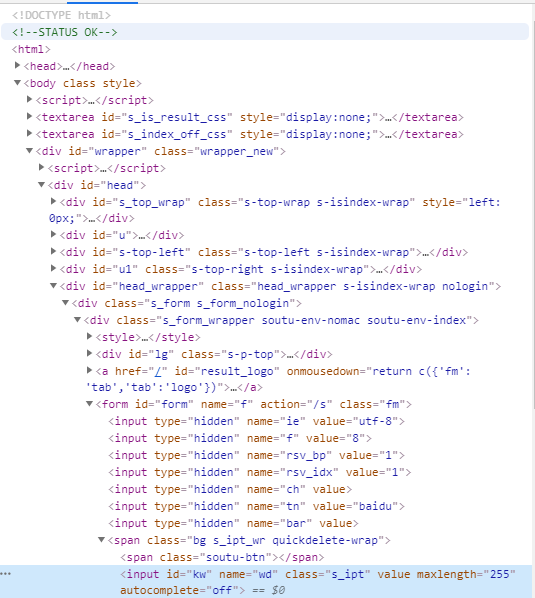 <!DOCTYPE html>
<!--STATUS OK-->
<html>
<head>…</head>
<body class style>
<script>…</script>
<textarea id="s_is_result_css" style="display:none;">…</textarea>
<textarea id="s_index_off_css" style="display:none;">…</textarea>
<div id="wrapper" class="wrapper_new">
<script>…</script>
<div id="head">
<div id="s_top_wrap" class="s-top-wrap s-isindex-wrap" style="left:
0px;">…</div>
<div id="u">…</div>
<div id="s-top-left" class="s-top-left s-isindex-wrap">…</div>
<div id="u1" class="s-top-right s-isindex-wrap">…</div>
<div id="head_wrapper" class="head_wrapper s-isindex-wrap nologin">
<div class="s_form s_form_nologin">
<div class="s_form_wrapper soutu-env-nomac soutu-env-index">
<style>…</style>
<div id="lg" class="s-p-top">…</div>
<a href="/" id="result_logo" onmousedown="return c({'fm':
'tab','tab':'logo'})">…</a>
<form id="form" name="f" action="/s" class="fm">
<input type="hidden" name="ie" value="utf-8">
<input type="hidden" name="f" value="8">
<input type="hidden" name="rsv_bp" value="1">
<input type="hidden" name="rsv_idx" value="1">
<input type="hidden" name="ch" value>
<input type="hidden" name="tn" value="baidu">
<input type="hidden" name="bar" value>
<span class="bg s_ipt_wr quickdelete-wrap">
<span class="soutu-btn"></span>
<input id="kw" name="wd" class="s_ipt" value maxlength="255"
autocomplete="off"> == $0